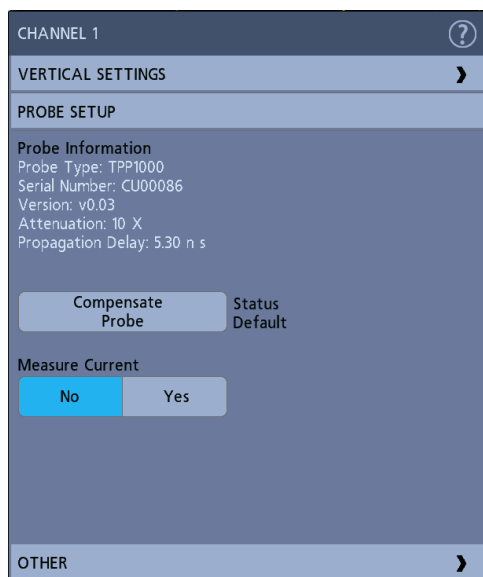 CHANNEL 1
?
VERTICAL SETTINGS
PROBE SETUP
Probe Information
Probe Type: TPP1000
Serial Number: CU00086
Version: v0.03
Attenuation: 10 X
Propagation Delay: 5.30 n s
Compensate
Probe
Status
Default
Measure Current
No Yes
OTHER